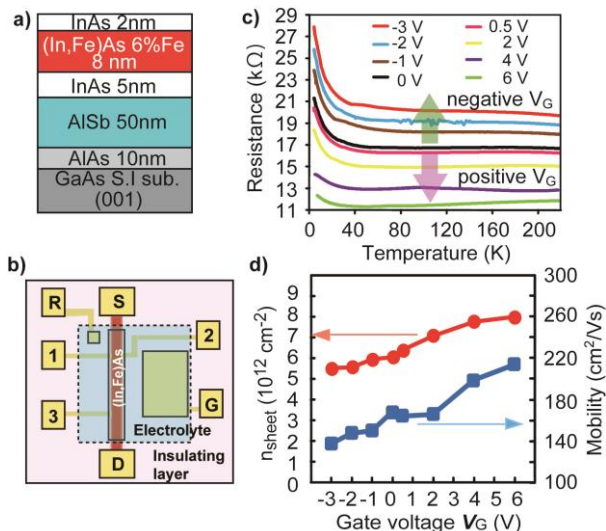 a)
InAs 2nm
(In,Fe)As 6%Fe
8 nm
InAs 5nm
AlSb 50nm
AlAs 10nm
GaAs S.I sub.
(001)
b)
R
S
1
2
3
(In,Fe)As
G
Electrolyte
D
Insulating
layer
c)
Resistance (kΩ)
29
27
25
23
21
19
17
15
13
11
-3 V
-2 V
-1 V
0 V
0.5 V
2 V
4 V
6 V
negative VG
positive VG
0 40 80 120 160 200
Temperature (K)
d)
nsheet (10¹² cm-2)
9
8
7
6
5
4
3
2
1
0
300
260
220
180
140
100
Mobility (cm²/Vs)
-3 -2 -1 0 1 2 3 4 5 6
Gate voltage VG (V)